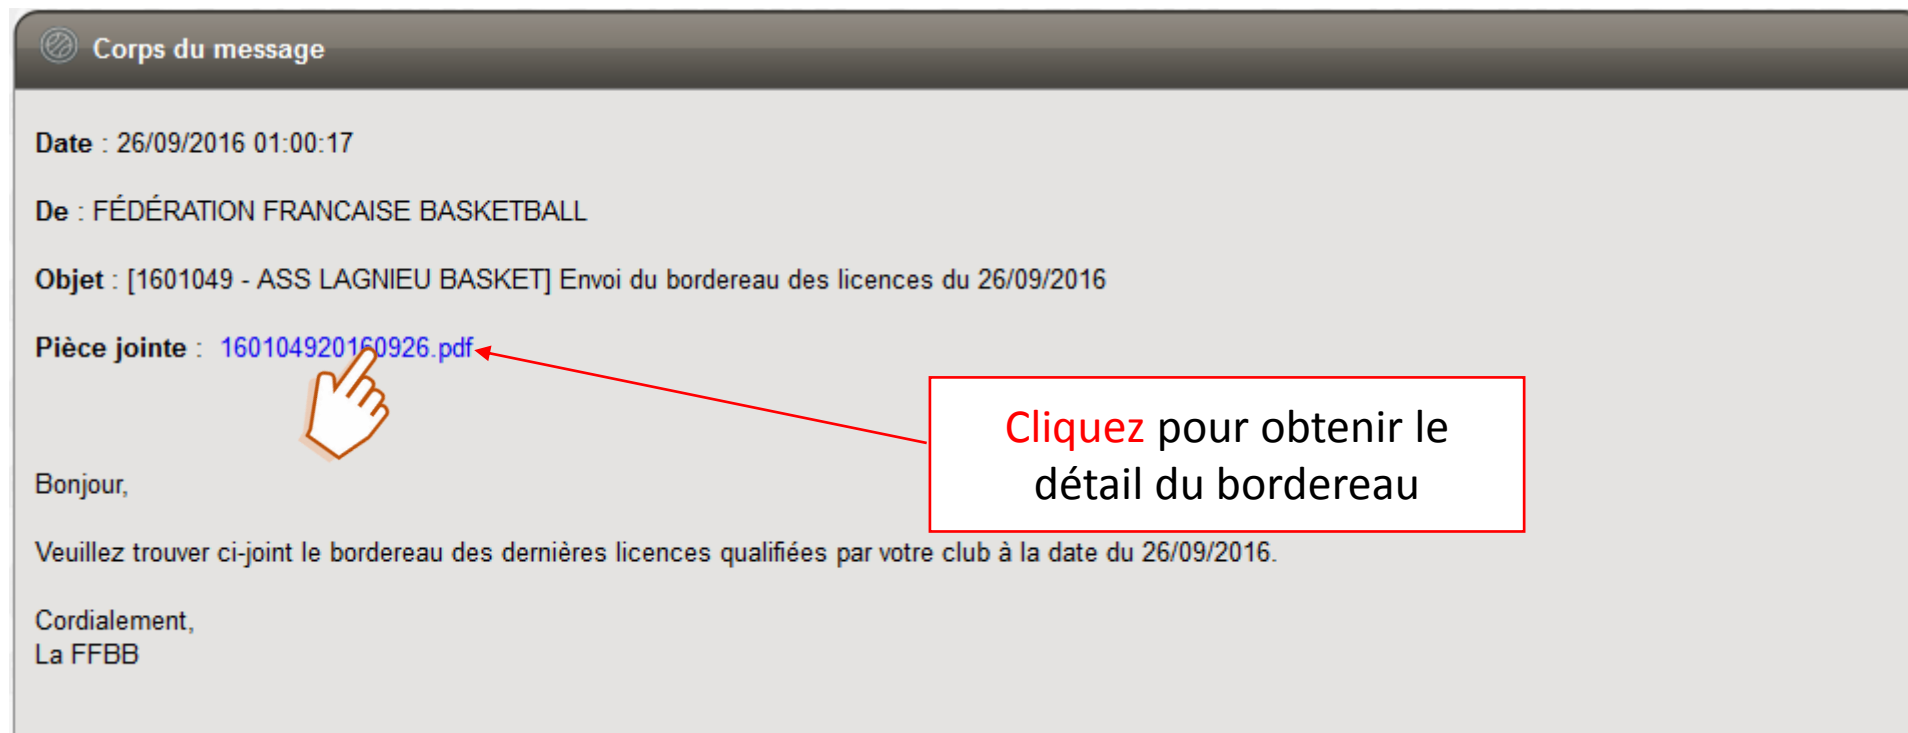 Corps du message
Date : 26/09/2016 01:00:17
De : FÉDÉRATION FRANCAISE BASKETBALL
Objet : [1601049 - ASS LAGNIEU BASKET] Envoi du bordereau des licences du 26/09/2016
Pièce jointe : 160104920160926.pdf
Cliquez pour obtenir le
détail du bordereau
Bonjour,
Veuillez trouver ci-joint le bordereau des dernières licences qualifiées par votre club à la date du 26/09/2016.
Cordialement,
La FFBB